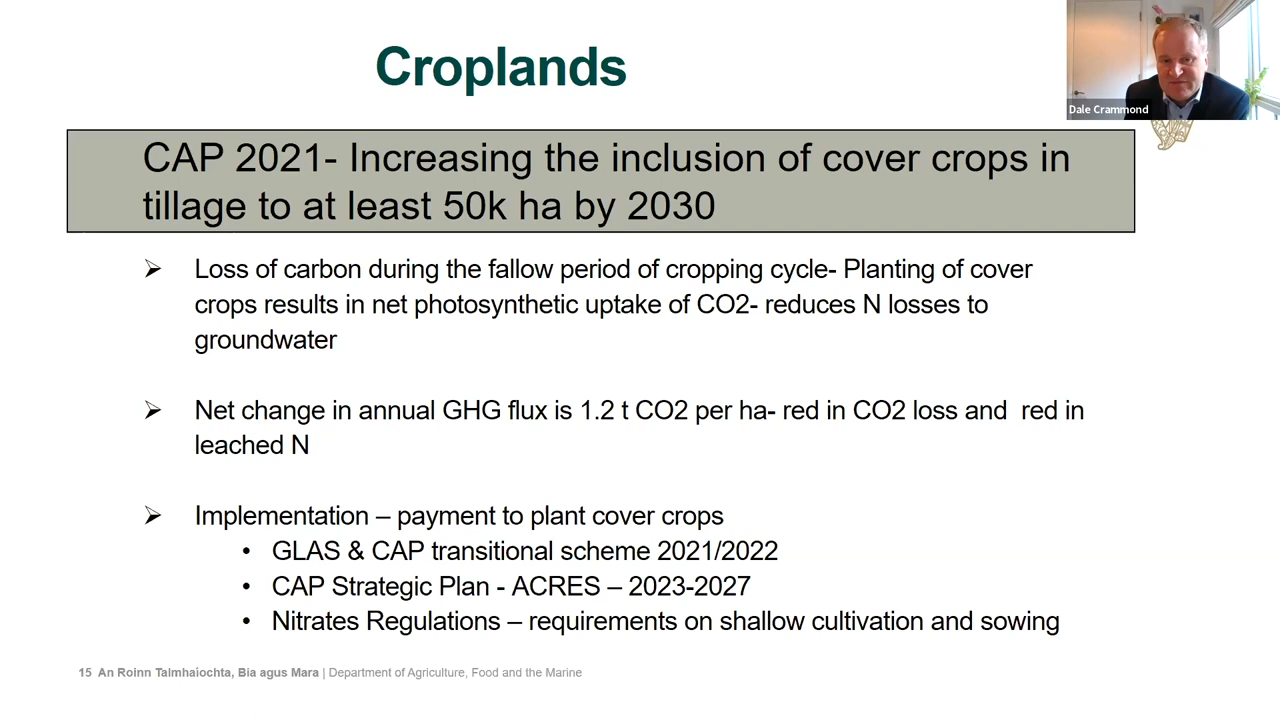 Croplands
Dale Crammond
CAP 2021- Increasing the inclusion of cover crops in
tillage to at least 50k ha by 2030
➢ Loss of carbon during the fallow period of cropping cycle- Planting of cover
crops results in net photosynthetic uptake of CO2- reduces N losses to
groundwater
➢ Net change in annual GHG flux is 1.2 t CO2 per ha- red in CO2 loss and  red in
leached N
➢ Implementation – payment to plant cover crops
• GLAS & CAP transitional scheme 2021/2022
• CAP Strategic Plan - ACRES – 2023-2027
• Nitrates Regulations – requirements on shallow cultivation and sowing
15 An Roinn Talmhaíochta, Bia agus Mara | Department of Agriculture, Food and the Marine